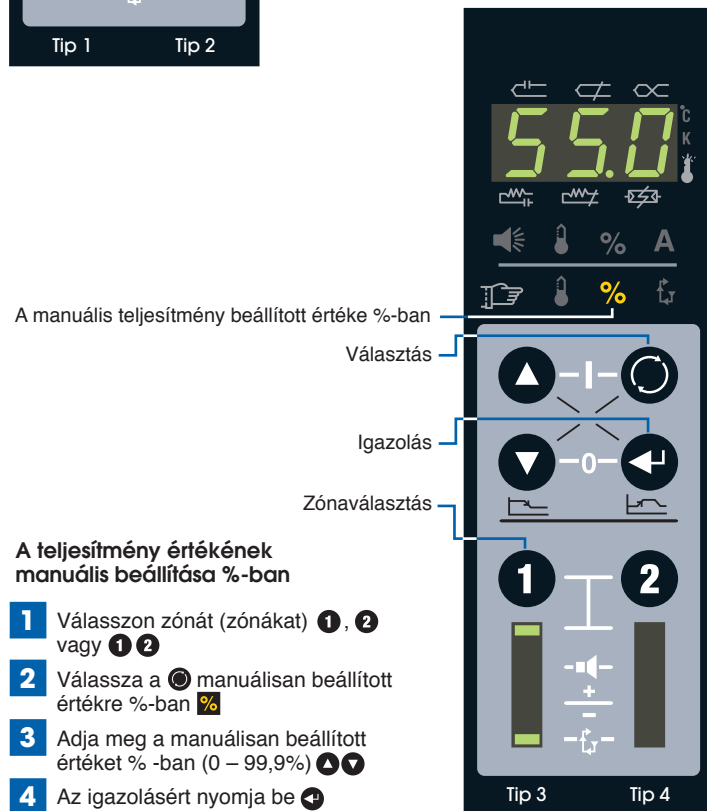 Tip 1 Tip 2
55.0
°C
K
% A
%
A manuális teljesítmény beállított értéke %-ban
Választás
I
Igazolás
0
Zónaválasztás
1 2
A teljesítmény értékének
manuális beállítása %-ban
1 Válasszon zónát (zónákat) 1, 2
vagy 1 2
2 Válassza a manuálisan beállított
értékre %-ban %
3 Adja meg a manuálisan beállított
értéket % -ban (0 – 99,9%)
4 Az igazolásért nyomja be
+
−
Tip 3 Tip 4